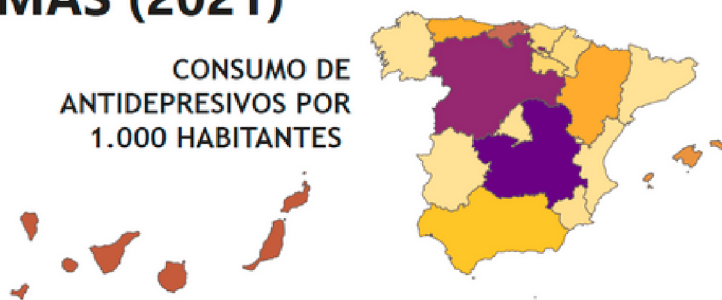 MAS (2021)
CONSUMO DE
ANTIDEPRESIVOS POR
1.000 HABITANTES